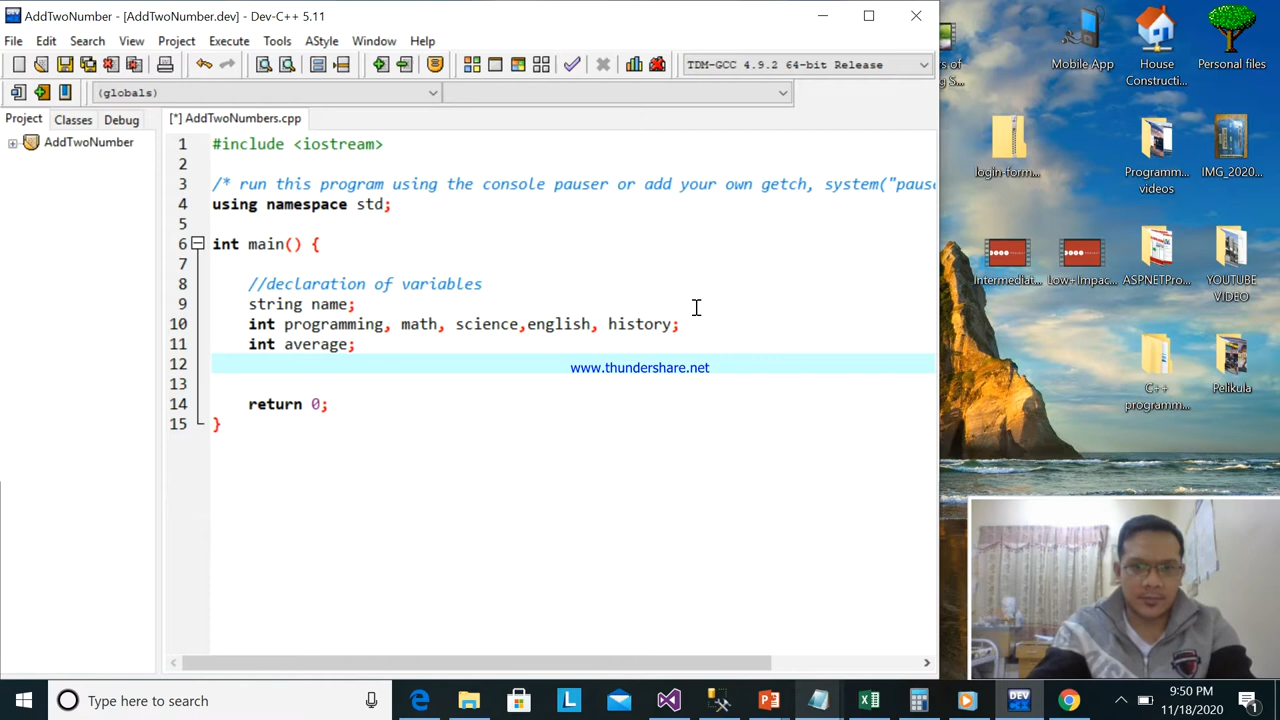 AddTwoNumber - [AddTwoNumber.dev] - Dev-C++ 5.11
File Edit Search View Project Execute Tools AStyle Window Help
TDM-GCC 4.9.2 64-bit Release
(globals)
Project Classes Debug
[*] AddTwoNumbers.cpp
AddTwoNumber
1 #include <iostream>
2
3 /* run this program using the console pauser or add your own getch, system("pause
4 using namespace std;
5
6 int main() {
7
8 //declaration of variables
9 string name;
10 int programming, math, science,english, history;
11 int average;
12
13
14 return 0;
15 }
www.thundershare.net
Mobile App
House Constructi...
Personal files
login-form...
Programm... videos
IMG_2020...
Intermediat...
Low+Impac...
ASPNETPro...
YOUTUBE VIDEO
C++ programm...
Pelikula
Type here to search
DEV
9:50 PM
11/18/2020
1